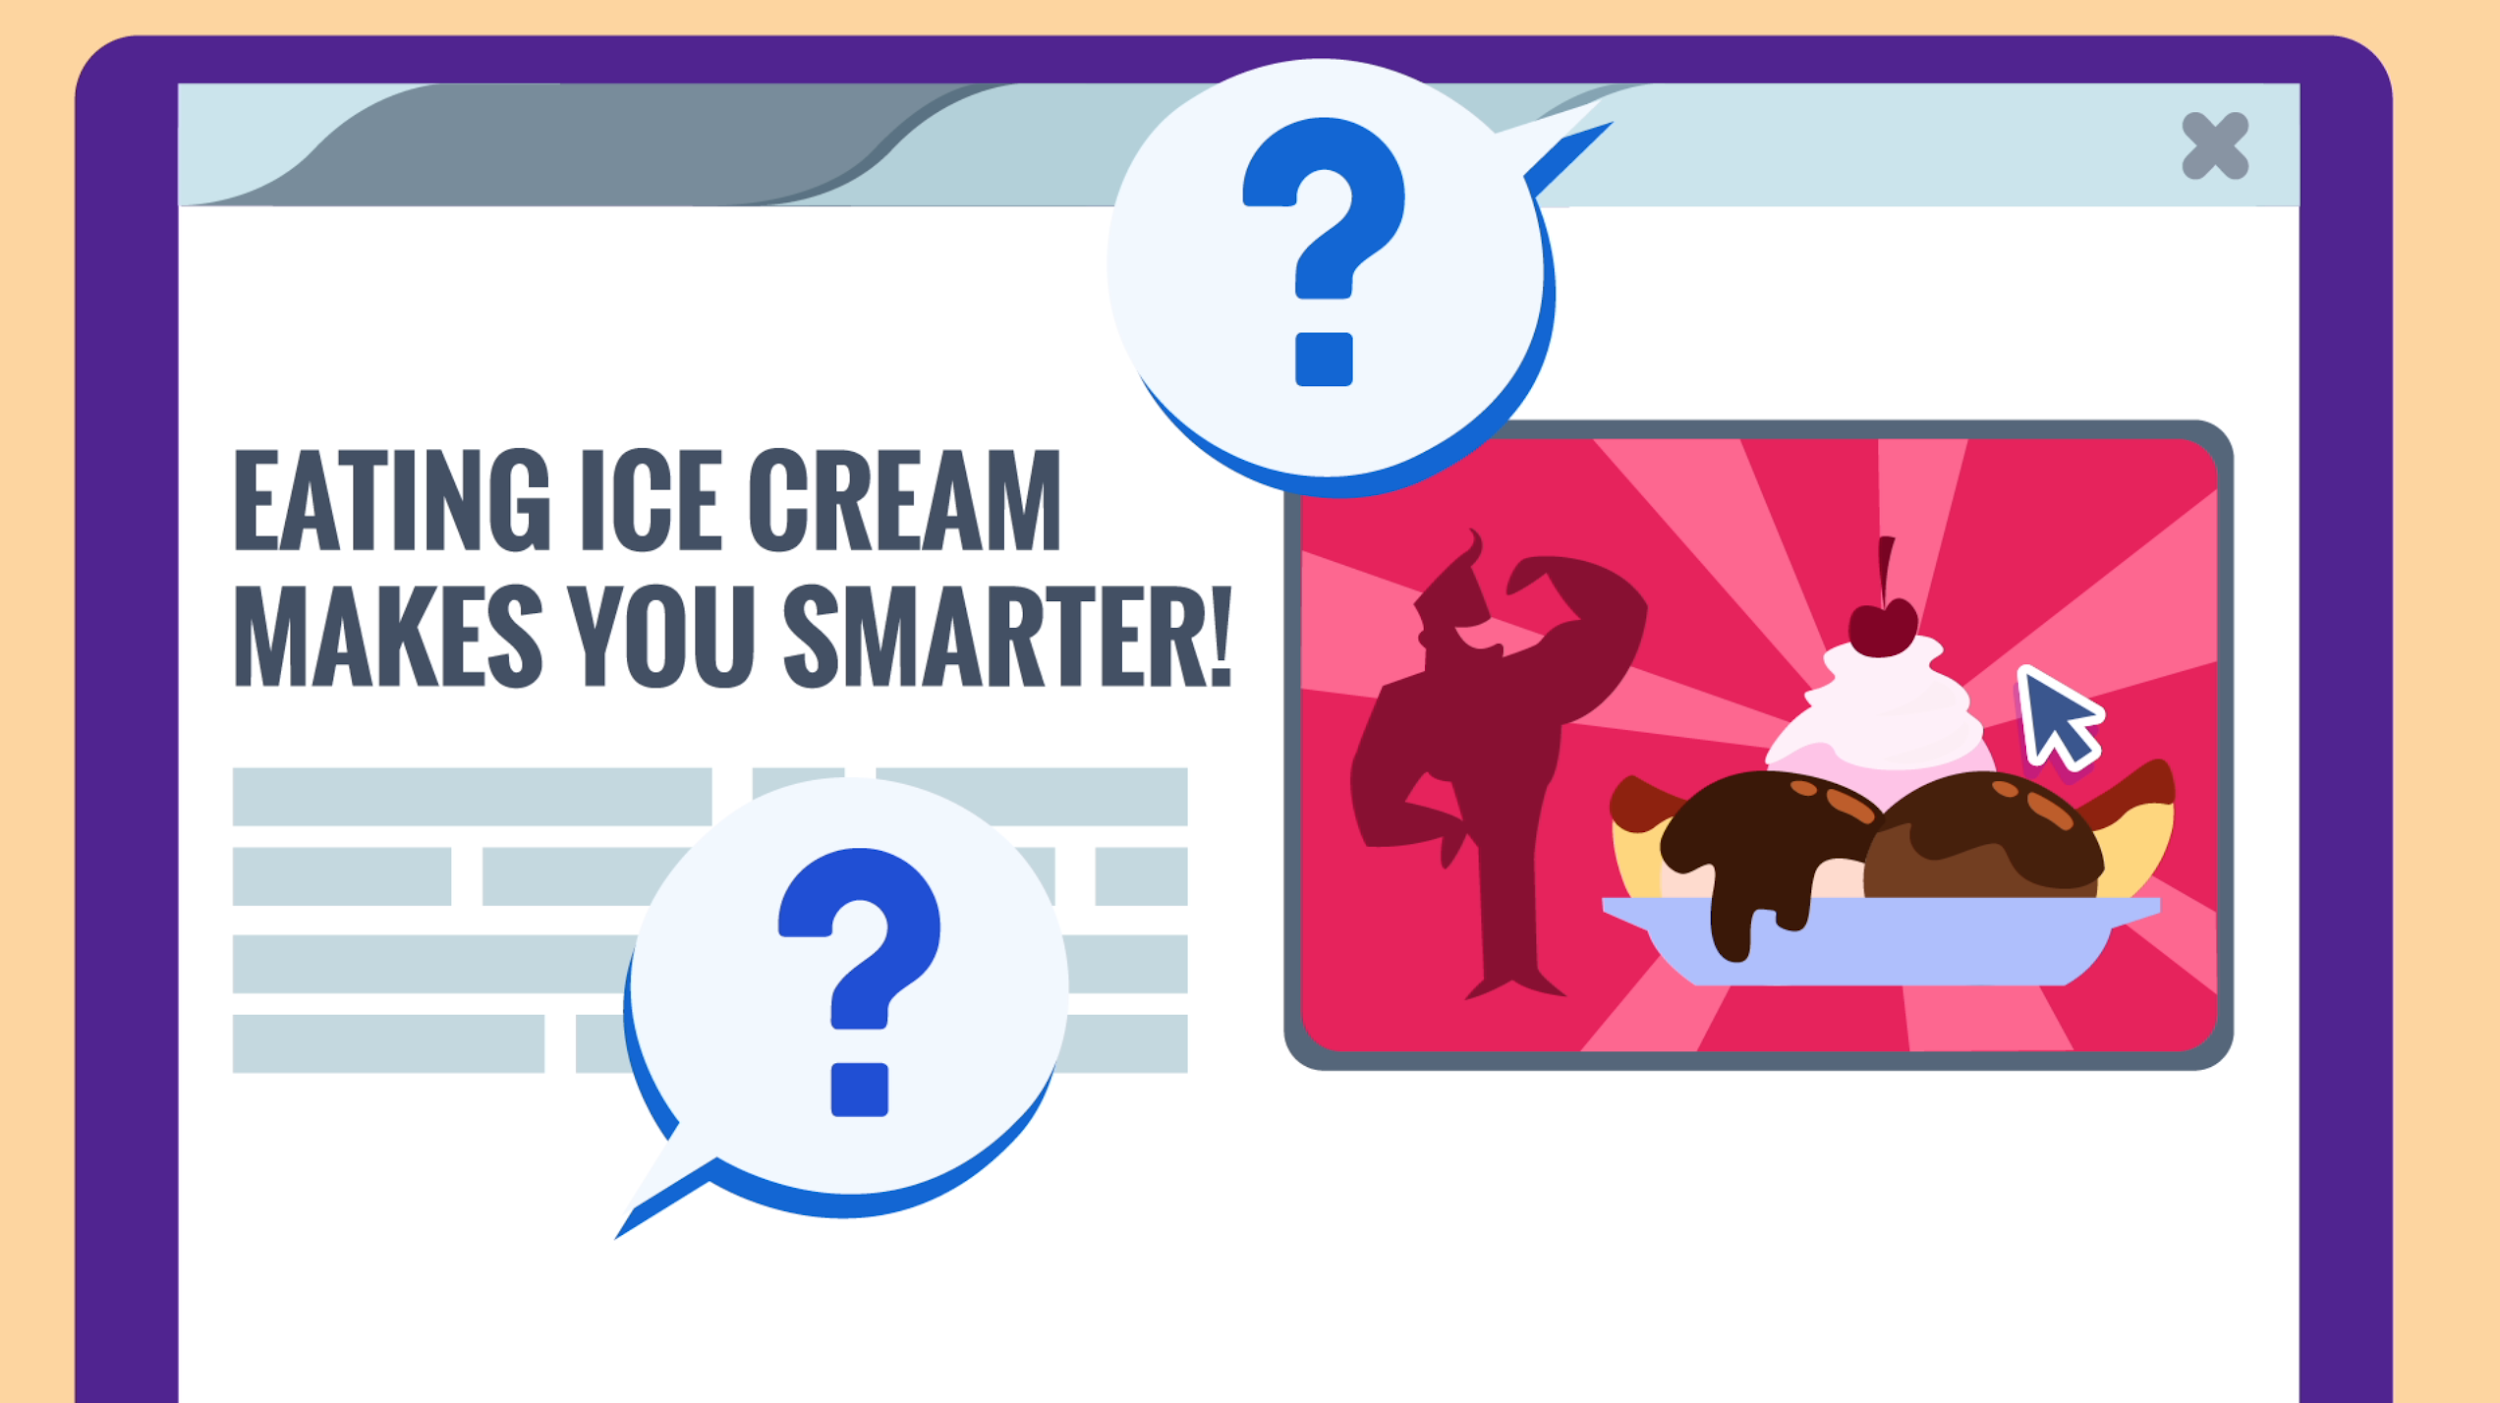 ?
EATING ICE CREAM
MAKES YOU SMARTER!
?